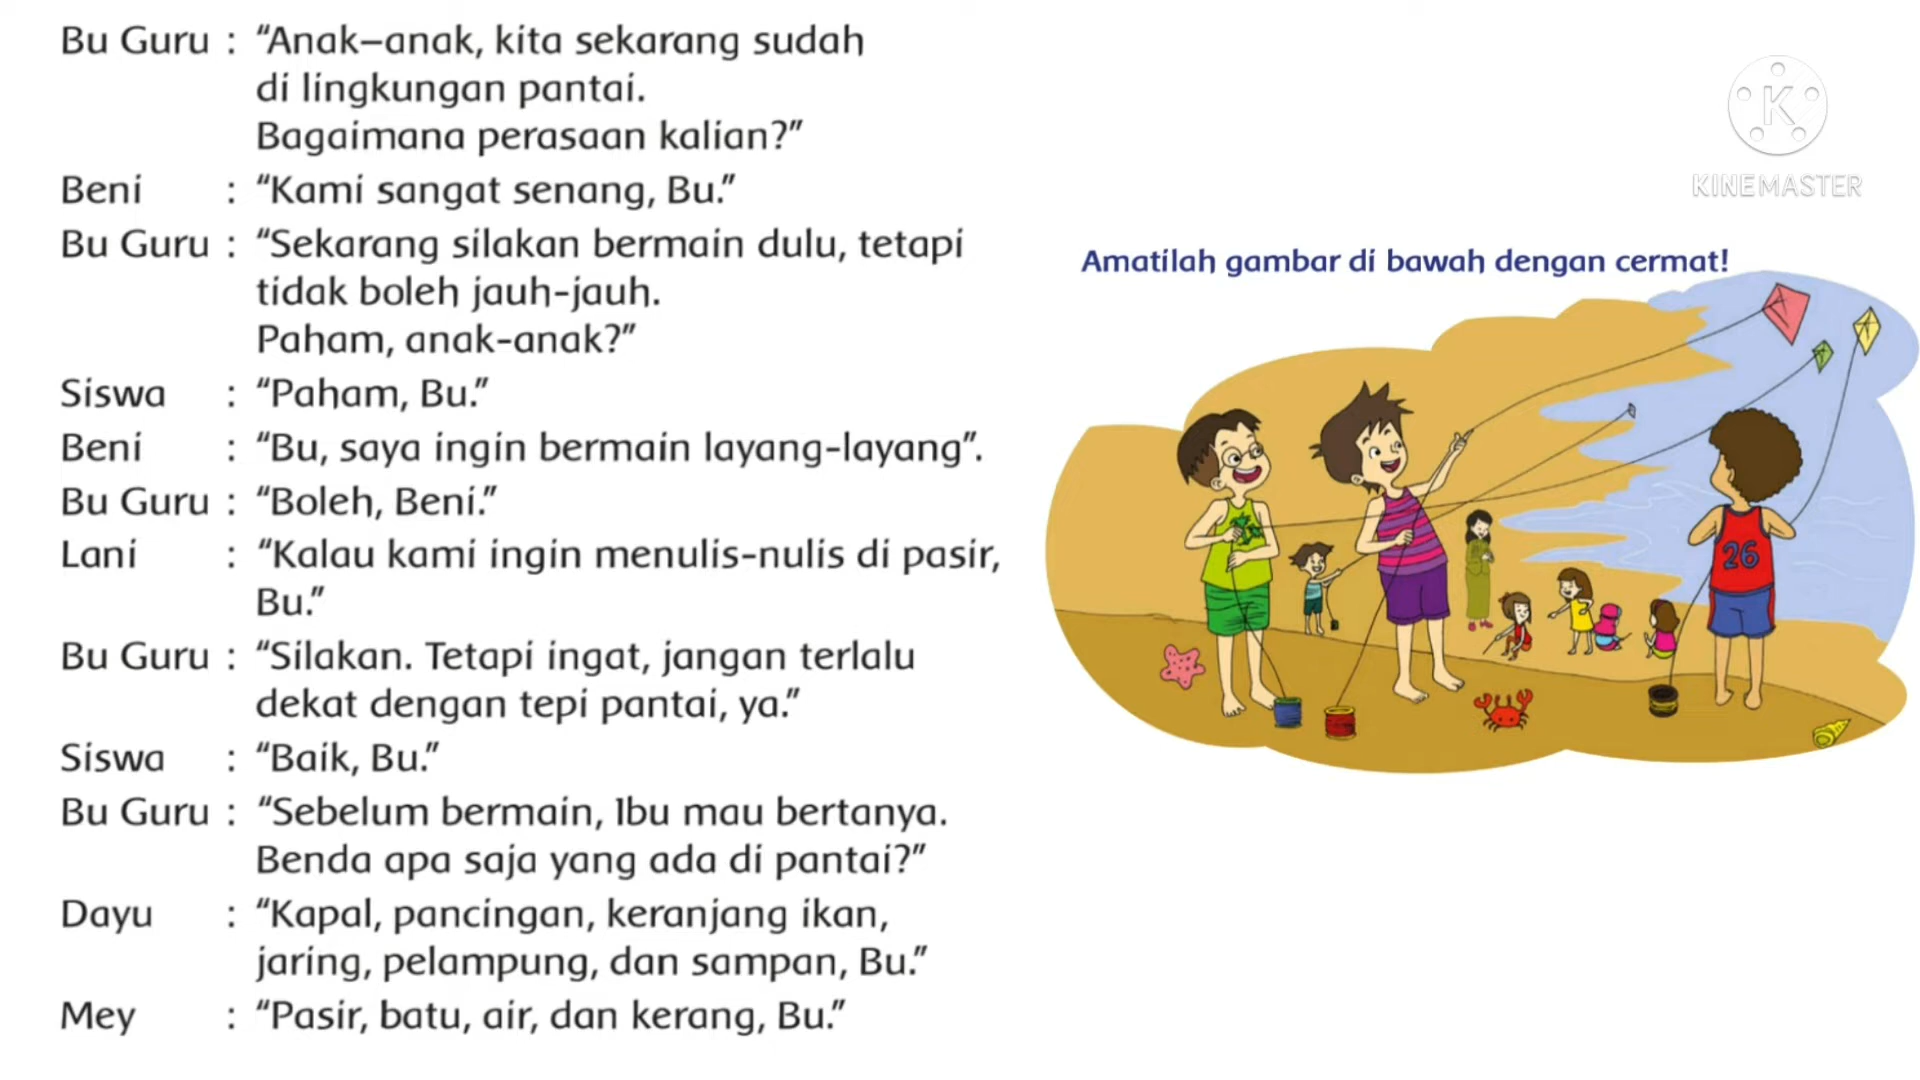 Bu Guru : “Anak–anak, kita sekarang sudah
di lingkungan pantai.
Bagaimana perasaan kalian?”
Beni : “Kami sangat senang, Bu.”
Bu Guru : “Sekarang silakan bermain dulu, tetapi
tidak boleh jauh-jauh.
Paham, anak-anak?”
Siswa : “Paham, Bu.”
Beni : “Bu, saya ingin bermain layang-layang”.
Bu Guru : “Boleh, Beni.”
Lani : “Kalau kami ingin menulis-nulis di pasir,
Bu.”
Bu Guru : “Silakan. Tetapi ingat, jangan terlalu
dekat dengan tepi pantai, ya.”
Siswa : “Baik, Bu.”
Bu Guru : “Sebelum bermain, Ibu mau bertanya.
Benda apa saja yang ada di pantai?”
Dayu : “Kapal, pancingan, keranjang ikan,
jaring, pelampung, dan sampan, Bu.”
Mey : “Pasir, batu, air, dan kerang, Bu.”
K
KINEMASTER
Amatilah gambar di bawah dengan cermat!
26